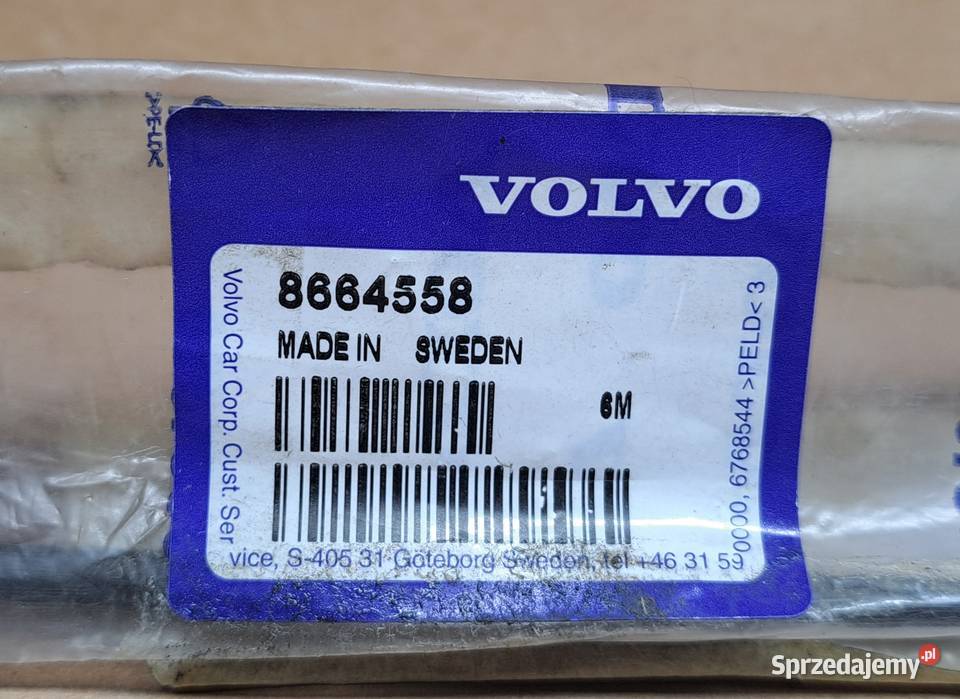 VOLVO
8664558
MADE IN SWEDEN
6M
Volvo Car Corp. Cust. Ser
vice, S-405 31 Göteborg Sweden, tel +46 31 59
0000, 6768544 >PELD< 3
Sprzedajemy.pl